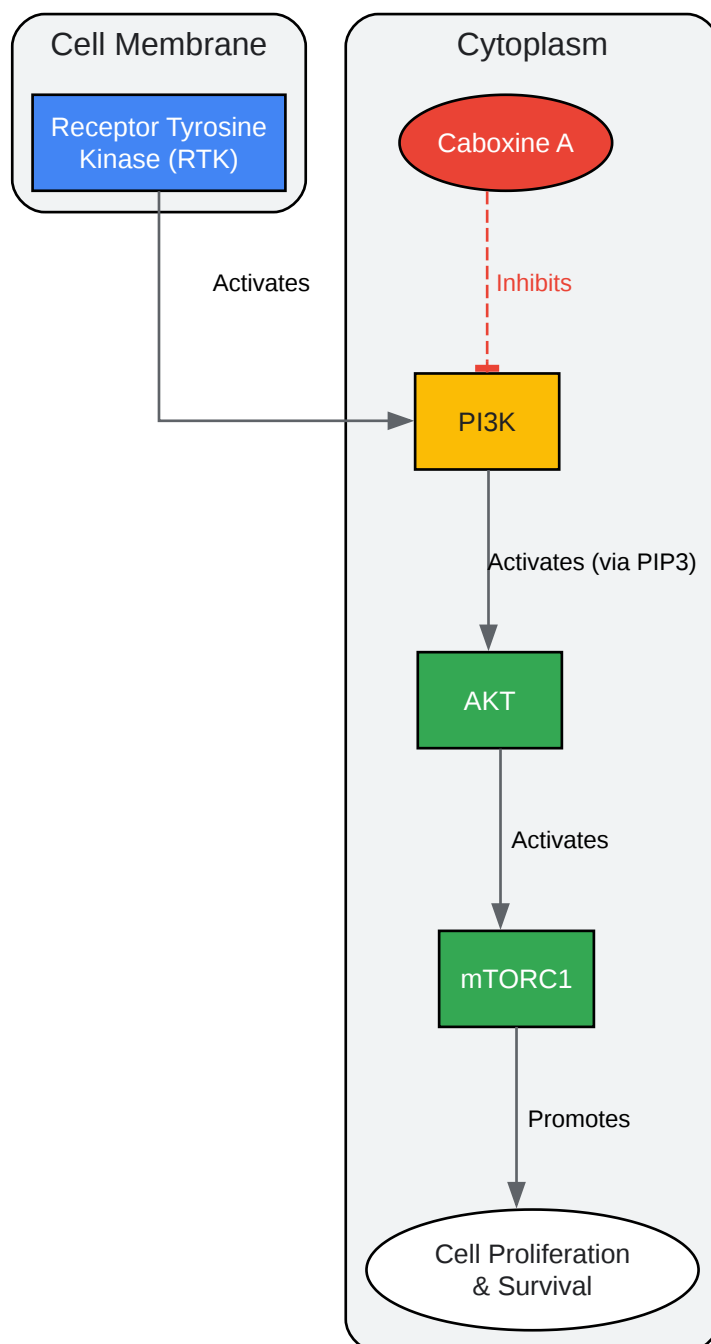 Cell Membrane
Receptor Tyrosine
Kinase (RTK)
Cytoplasm
Caboxine A
Activates
Inhibits
PI3K
Activates (via PIP3)
AKT
Activates
mTORC1
Promotes
Cell Proliferation
& Survival